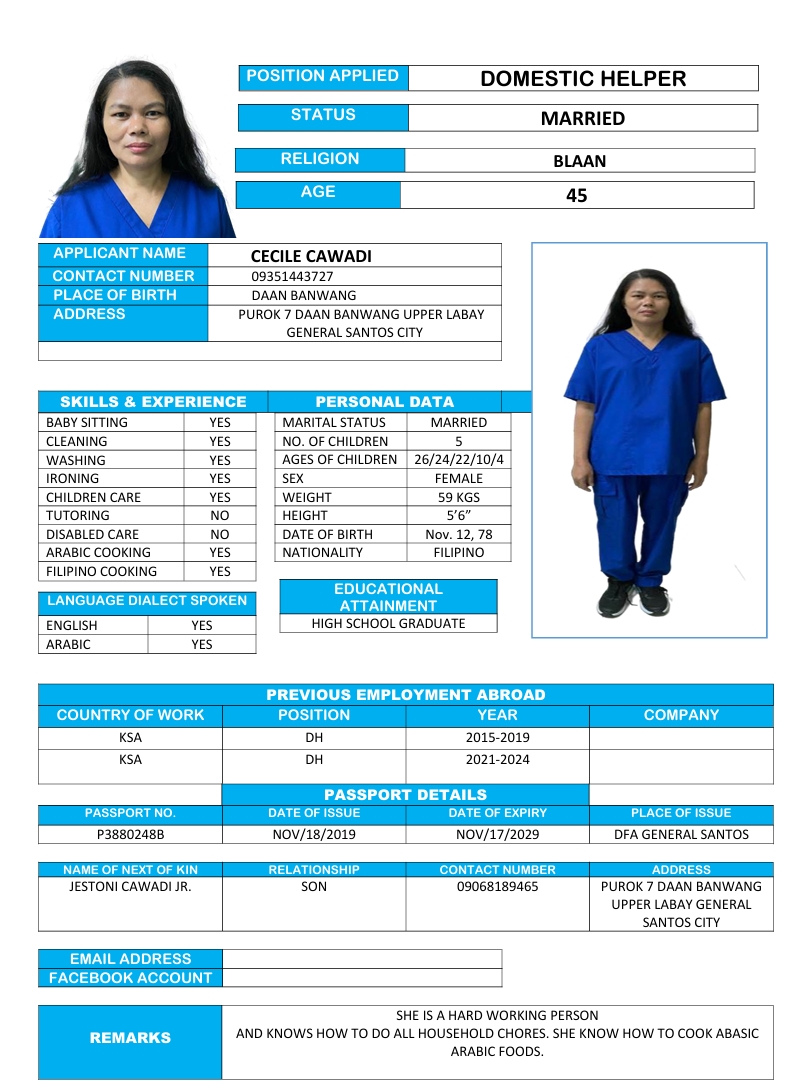 POSITION APPLIED DOMESTIC HELPER
STATUS MARRIED
RELIGION BLAAN
AGE 45
APPLICANT NAME CECILE CAWADI
CONTACT NUMBER 09351443727
PLACE OF BIRTH DAAN BANWANG
ADDRESS PUROK 7 DAAN BANWANG UPPER LABAY
GENERAL SANTOS CITY
SKILLS & EXPERIENCE
BABY SITTING YES
CLEANING YES
WASHING YES
IRONING YES
CHILDREN CARE YES
TUTORING NO
DISABLED CARE NO
ARABIC COOKING YES
FILIPINO COOKING YES
LANGUAGE DIALECT SPOKEN
ENGLISH YES
ARABIC YES
PERSONAL DATA
MARITAL STATUS MARRIED
NO. OF CHILDREN 5
AGES OF CHILDREN 26/24/22/10/4
SEX FEMALE
WEIGHT 59 KGS
HEIGHT 5’6”
DATE OF BIRTH Nov. 12, 78
NATIONALITY FILIPINO
EDUCATIONAL
ATTAINMENT
HIGH SCHOOL GRADUATE
PREVIOUS EMPLOYMENT ABROAD
COUNTRY OF WORK POSITION YEAR COMPANY
KSA DH 2015-2019
KSA DH 2021-2024
PASSPORT DETAILS
PASSPORT NO. DATE OF ISSUE DATE OF EXPIRY PLACE OF ISSUE
P3880248B NOV/18/2019 NOV/17/2029 DFA GENERAL SANTOS
NAME OF NEXT OF KIN RELATIONSHIP CONTACT NUMBER ADDRESS
JESTONI CAWADI JR. SON 09068189465 PUROK 7 DAAN BANWANG
UPPER LABAY GENERAL
SANTOS CITY
EMAIL ADDRESS
FACEBOOK ACCOUNT
REMARKS
SHE IS A HARD WORKING PERSON
AND KNOWS HOW TO DO ALL HOUSEHOLD CHORES. SHE KNOW HOW TO COOK ABASIC
ARABIC FOODS.